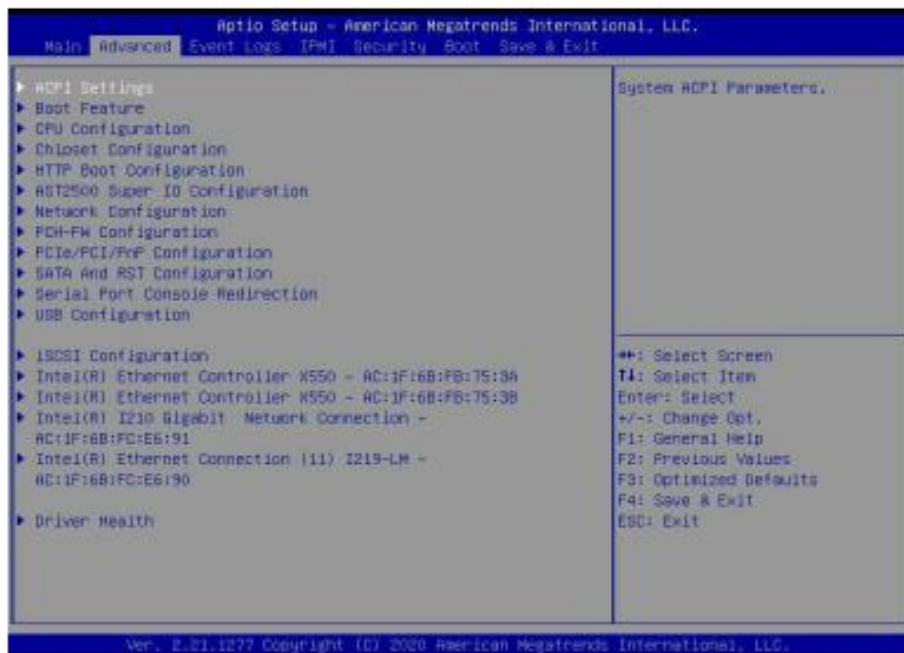 Aptio Setup - American Megatrends International, LLC.
Main Advanced Event Logs IPMI Security Boot Save & Exit
ACPI Settings
Boot Feature
CPU Configuration
Chipset Configuration
HTTP Boot Configuration
AST2500 Super IO Configuration
Network Configuration
PCH-FW Configuration
PCIe/PCI/PnP Configuration
SATA And RST Configuration
Serial Port Console Redirection
USB Configuration
iSCSI Configuration
Intel(R) Ethernet Controller X550 - AC:1F:6B:FB:75:3A
Intel(R) Ethernet Controller X550 - AC:1F:6B:FB:75:3B
Intel(R) I210 Gigabit Network Connection -
AC:1F:6B:FC:E6:91
Intel(R) Ethernet Connection (11) I219-LM -
AC:1F:6B:FC:E6:90
Driver Health
System ACPI Parameters.
→←: Select Screen
↑↓: Select Item
Enter: Select
+/-: Change Opt.
F1: General Help
F2: Previous Values
F3: Optimized Defaults
F4: Save & Exit
ESC: Exit
Ver. 2.21.1277 Copyright (C) 2020 American Megatrends International, LLC.